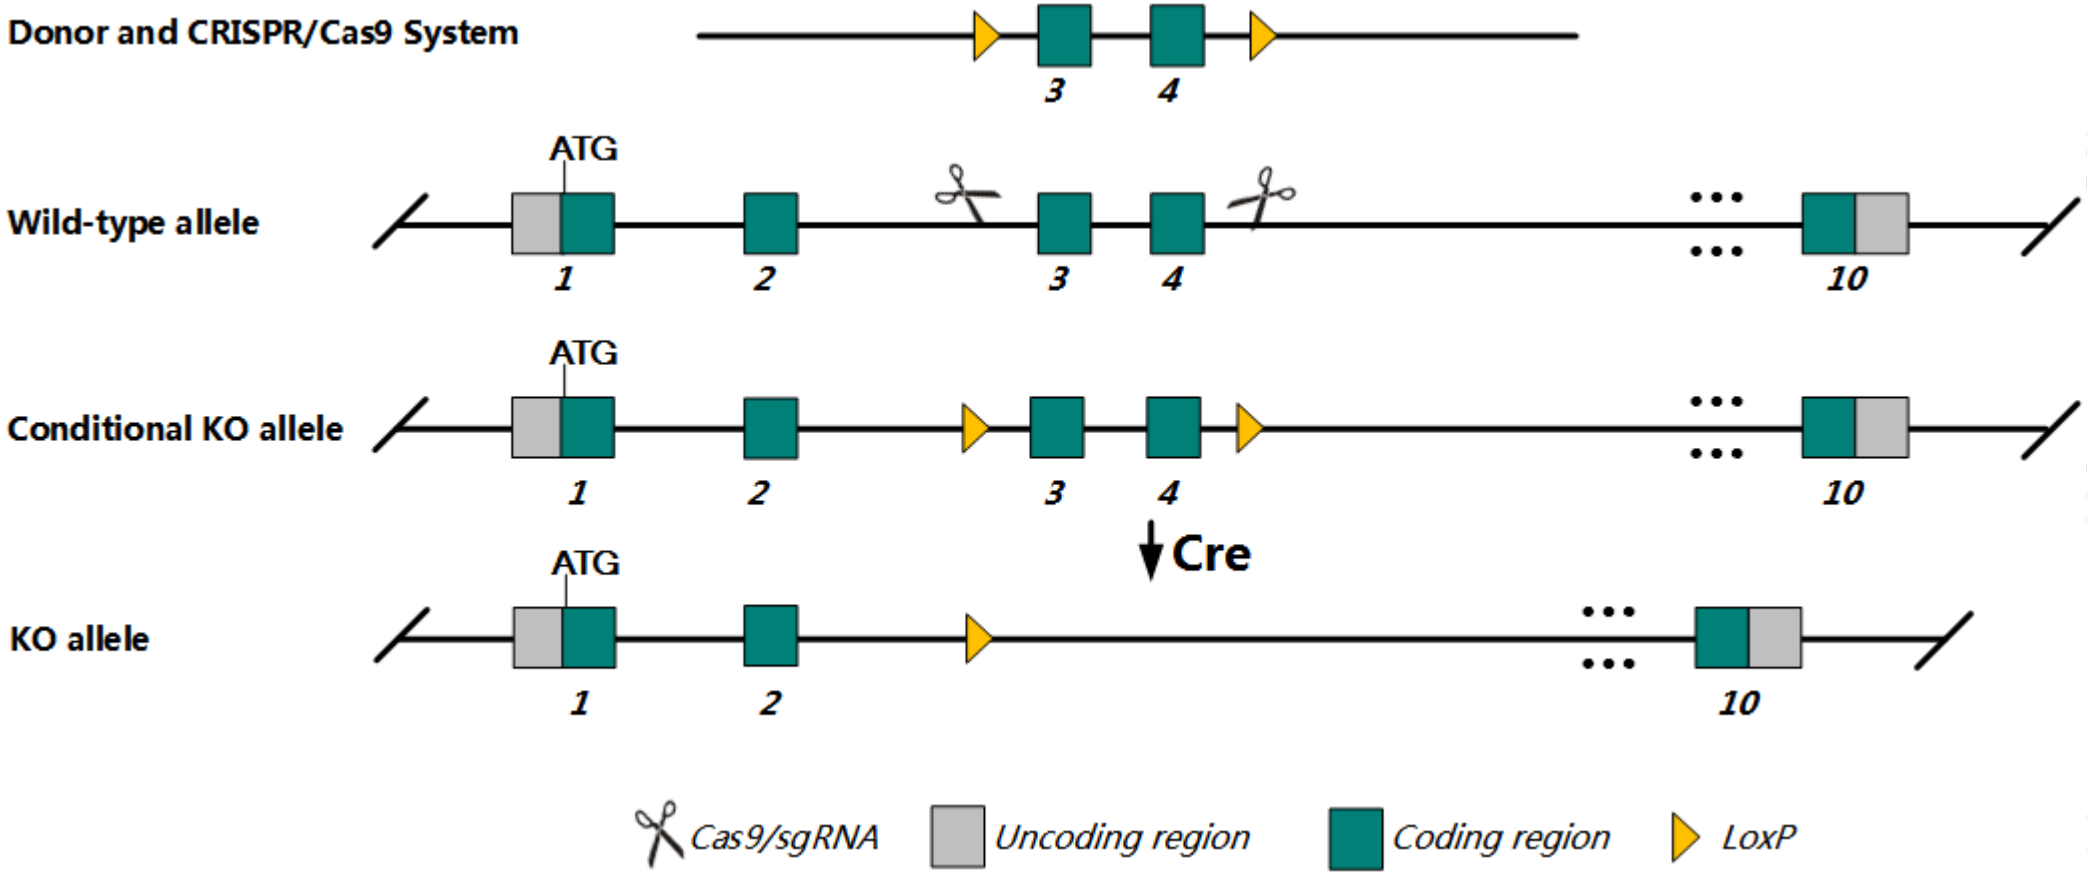 Donor and CRISPR/Cas9 System
3 4
ATG
Wild-type allele
1 2 3 4 10
ATG
Conditional KO allele
1 2 3 4 10
Cre
ATG
KO allele
1 2 10
Cas9/sgRNA Uncoding region Coding region LoxP